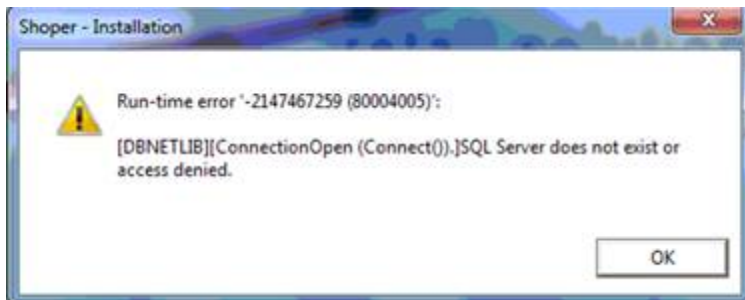 Shoper - Installation
Run-time error '-2147467259 (80004005)':
[DBNETLIB][ConnectionOpen (Connect()).]SQL Server does not exist or
access denied.
OK